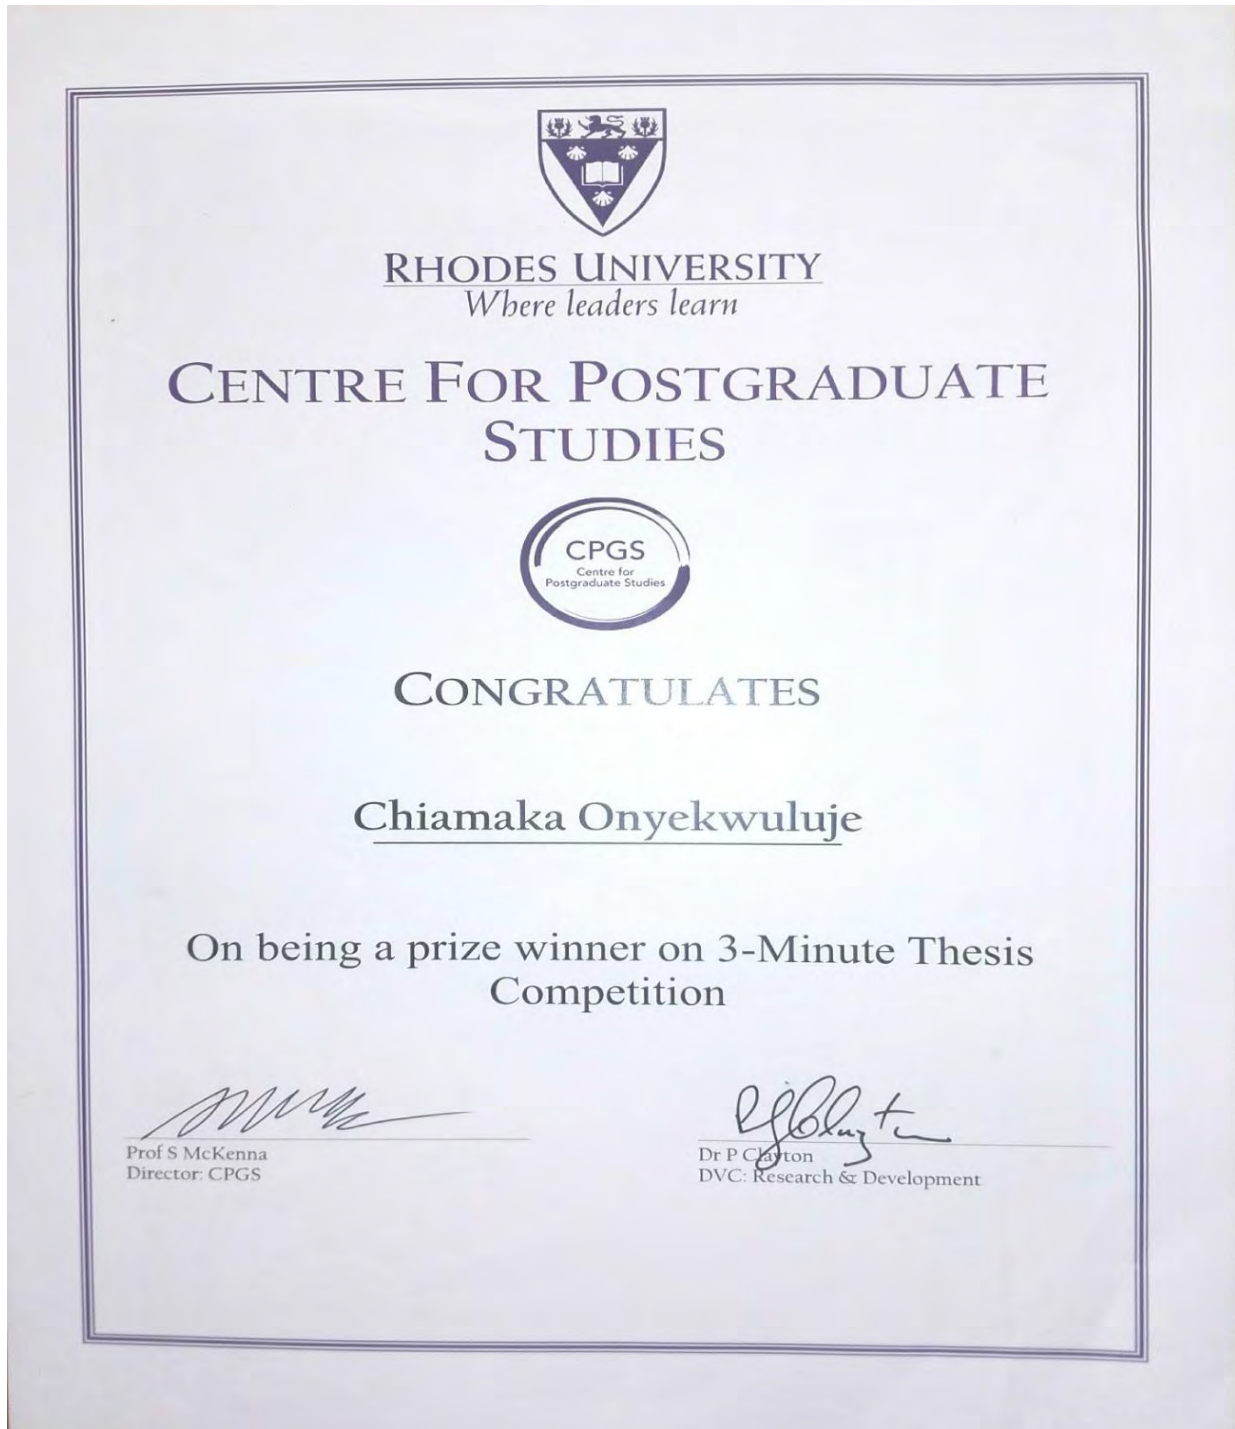 RHODES UNIVERSITY
Where leaders learn
CENTRE FOR POSTGRADUATE
STUDIES
CPGS
Centre for
Postgraduate Studies
CONGRATULATES
Chiamaka Onyekwuluje
On being a prize winner on 3-Minute Thesis
Competition
Prof S McKenna
Director: CPGS
Dr P Clayton
DVC: Research & Development